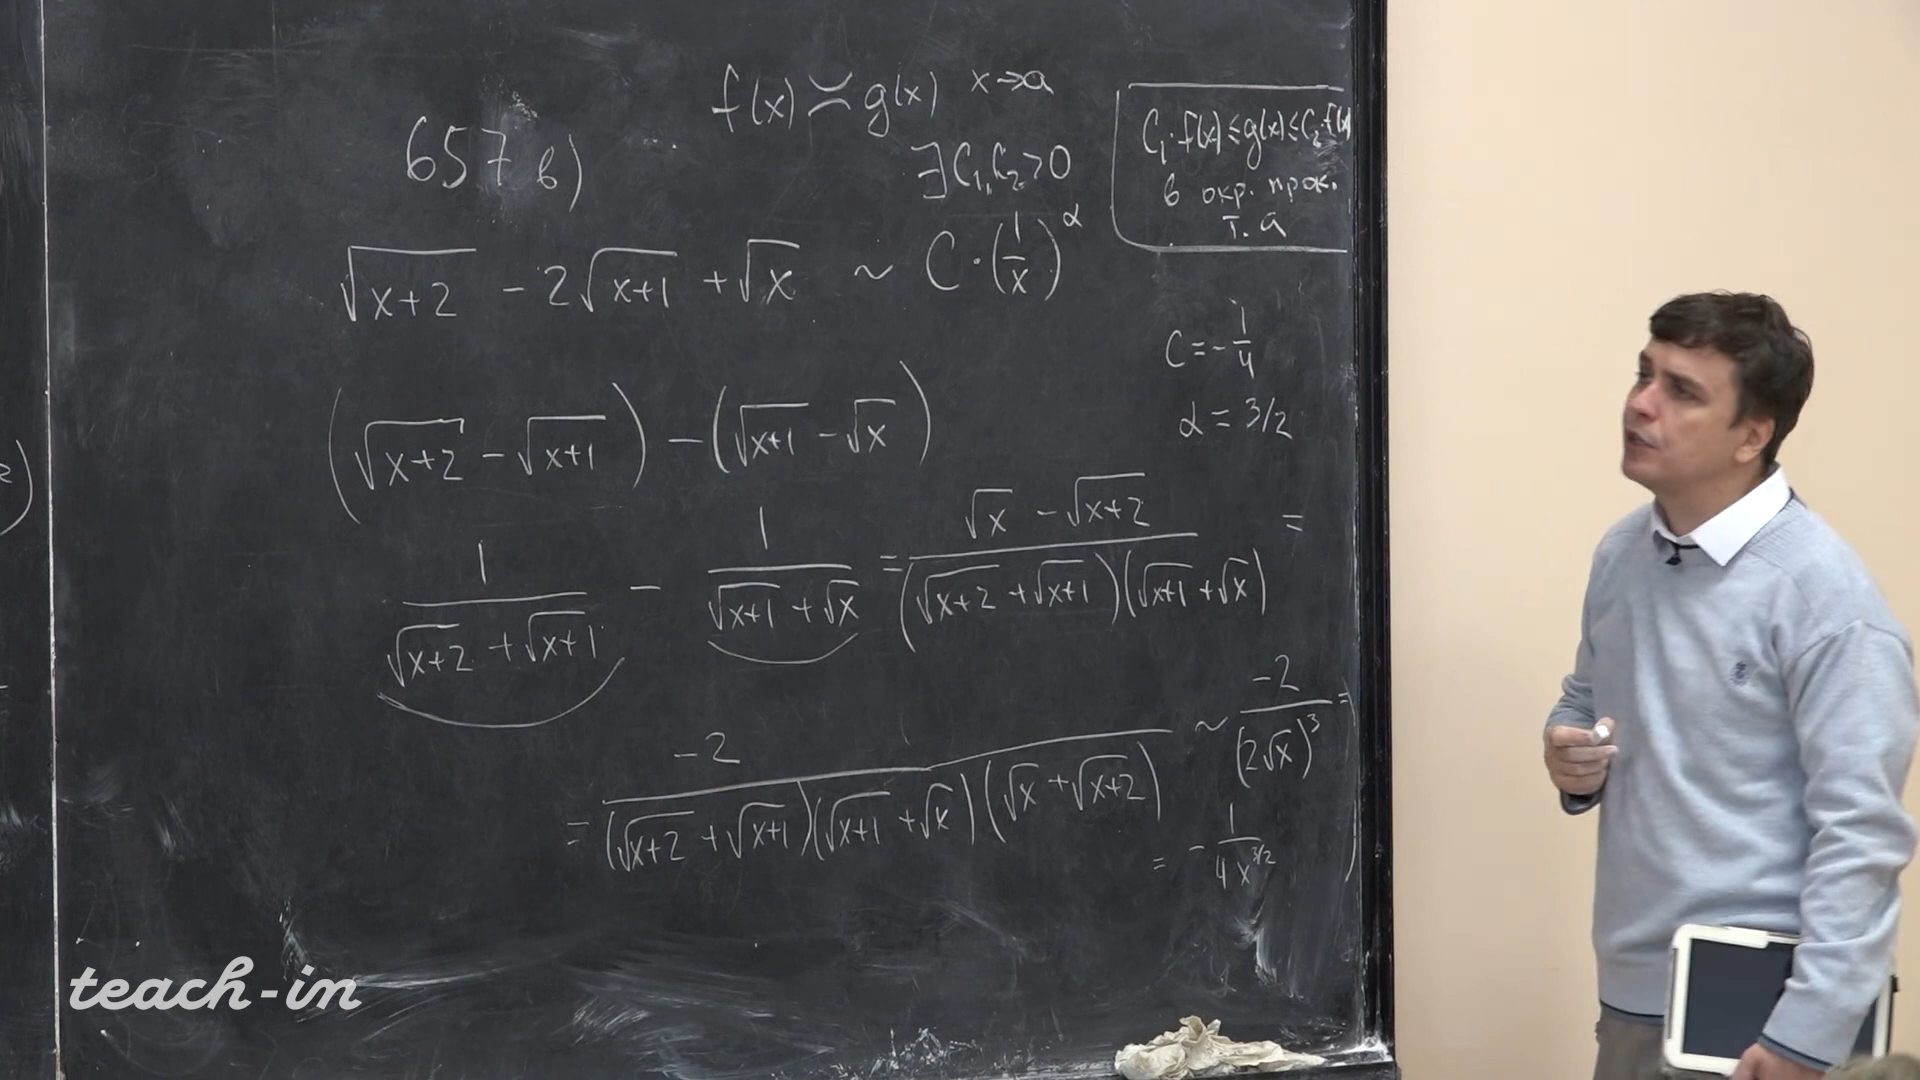 f(x) ≍ g(x) x→a
657 в)
∃ C₁, C₂ > 0
C₁·f(x) ≤ g(x) ≤ C₂·f(x)
в окр. прок.
т. a
√(x+2) − 2√(x+1) + √x ~ C·(1/x)^α
C = −1/4
α = 3/2
(√(x+2) − √(x+1)) − (√(x+1) − √x)
1/(√(x+2) + √(x+1)) − 1/(√(x+1) + √x) = (√x − √(x+2))/((√(x+2) + √(x+1))(√(x+1) + √x)) =
= −2/((√(x+2) + √(x+1))(√(x+1) + √x)(√x + √(x+2))) ~ −2/(2√x)³ =
= −1/(4x^(3/2))
teach-in